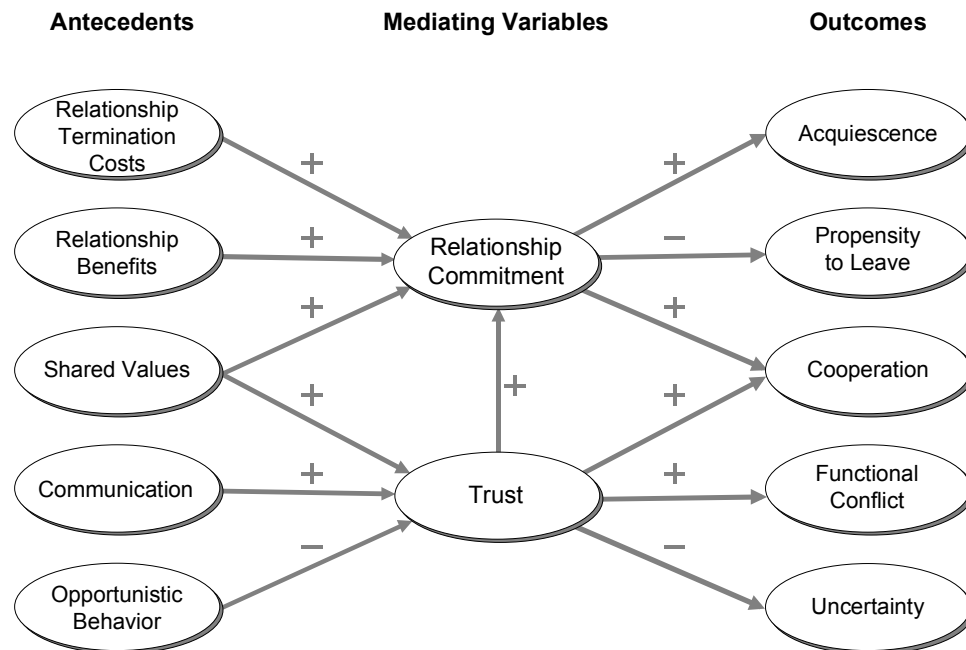 Antecedents
Mediating Variables
Outcomes
Relationship
Termination
Costs
+
+
Acquiescence
Relationship
Benefits
+
Relationship
Commitment
−
Propensity
to Leave
+
+
Shared Values
+
+
+
Cooperation
Communication
+
Trust
+
Functional
Conflict
−
−
Opportunistic
Behavior
Uncertainty